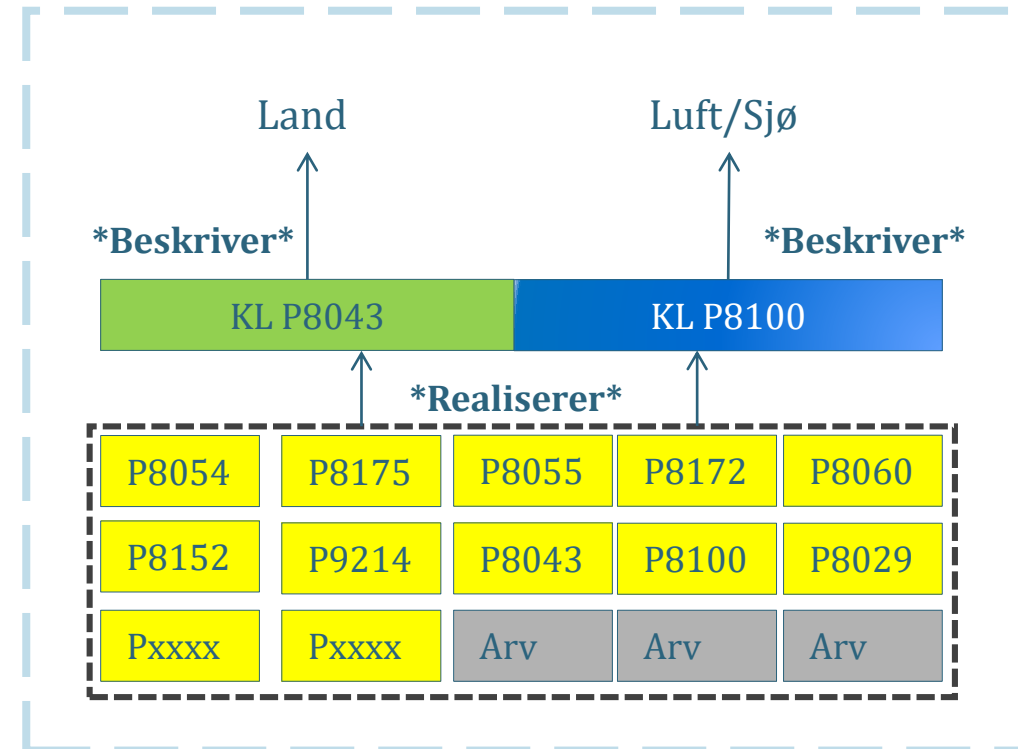 Land Luft/Sjø
*Beskriver* *Beskriver*
KL P8043 KL P8100
*Realiserer*
P8054 P8175 P8055 P8172 P8060
P8152 P9214 P8043 P8100 P8029
Pxxxx Pxxxx Arv Arv Arv